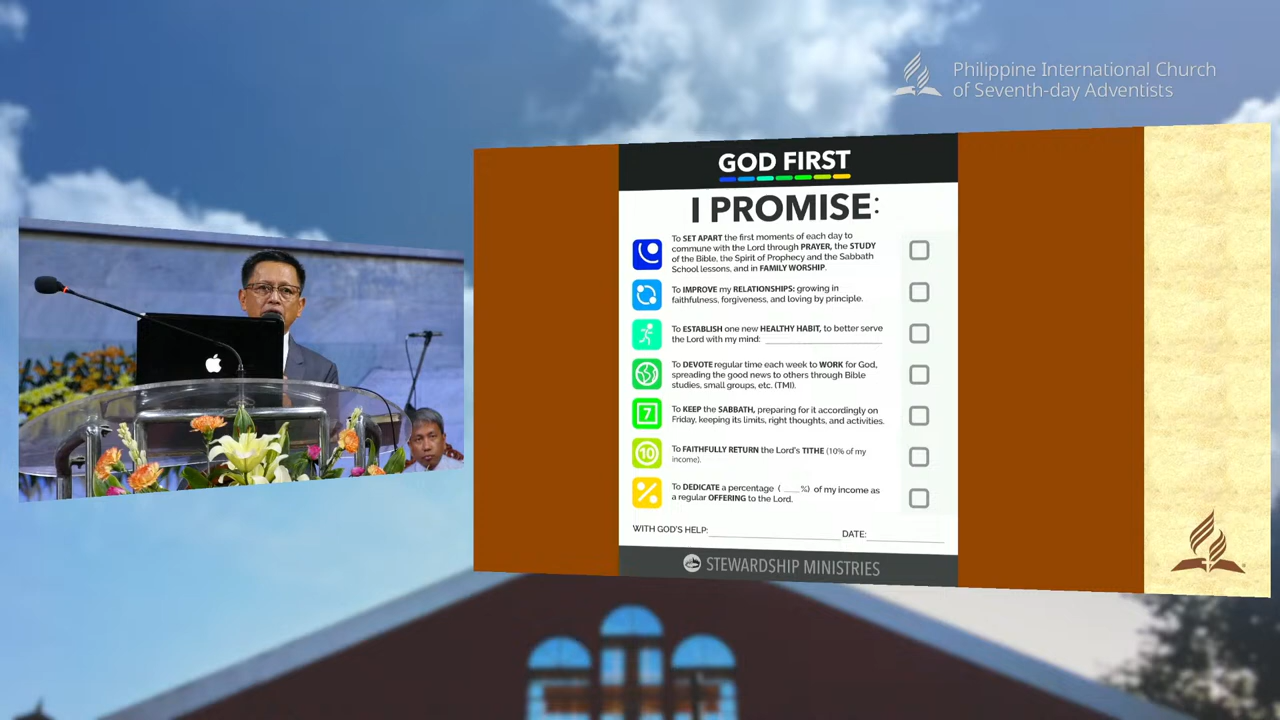 Philippine International Church
of Seventh-day Adventists
GOD FIRST
I PROMISE:
To SET APART the first moments of each day to
commune with the Lord through PRAYER, the STUDY
of the Bible, the Spirit of Prophecy and the Sabbath
School lessons, and in FAMILY WORSHIP.
To IMPROVE my RELATIONSHIPS: growing in
faithfulness, forgiveness, and loving by principle.
To ESTABLISH one new HEALTHY HABIT, to better serve
the Lord with my mind: ____________________
To DEVOTE regular time each week to WORK for God,
spreading the good news to others through Bible
studies, small groups, etc. (TMI).
7
To KEEP the SABBATH, preparing for it accordingly on
Friday, keeping its limits, right thoughts, and activities.
10
To FAITHFULLY RETURN the Lord's TITHE (10% of my
income).
%
To DEDICATE a percentage ( ___%) of my income as
a regular OFFERING to the Lord.
WITH GOD'S HELP:____________________ DATE:____________
STEWARDSHIP MINISTRIES